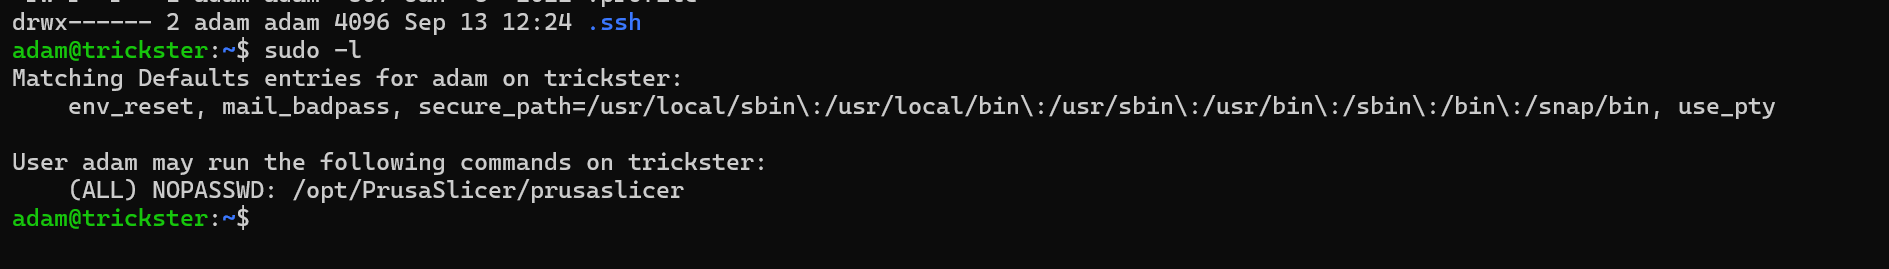 drwx------ 2 adam adam 4096 Sep 13 12:24 .ssh
adam@trickster:~$ sudo -l
Matching Defaults entries for adam on trickster:
    env_reset, mail_badpass, secure_path=/usr/local/sbin\:/usr/local/bin\:/usr/sbin\:/usr/bin\:/sbin\:/bin\:/snap/bin, use_pty

User adam may run the following commands on trickster:
    (ALL) NOPASSWD: /opt/PrusaSlicer/prusaslicer
adam@trickster:~$